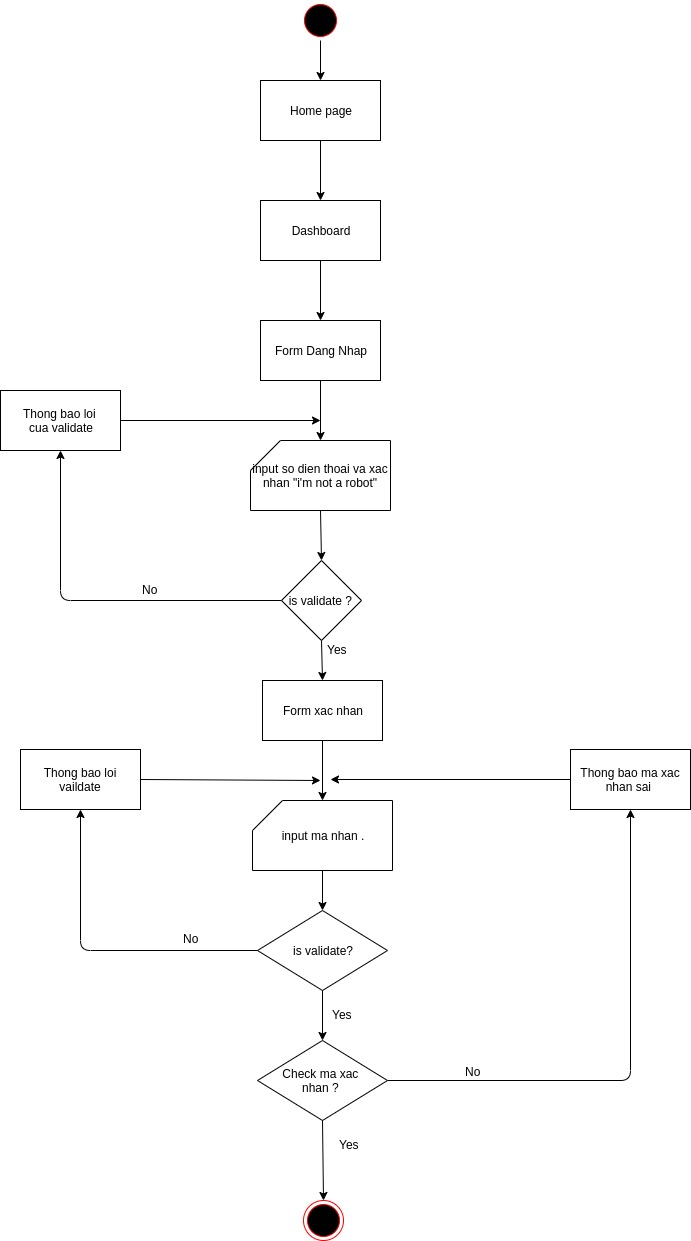 Home page
Dashboard
Form Dang Nhap
Thong bao loi
cua validate
input so dien thoai va xac
nhan "i'm not a robot"
No
is validate ?
Yes
Form xac nhan
Thong bao loi
vaildate
Thong bao ma xac
nhan sai
input ma nhan .
No
is validate?
Yes
Check ma xac
nhan ?
No
Yes